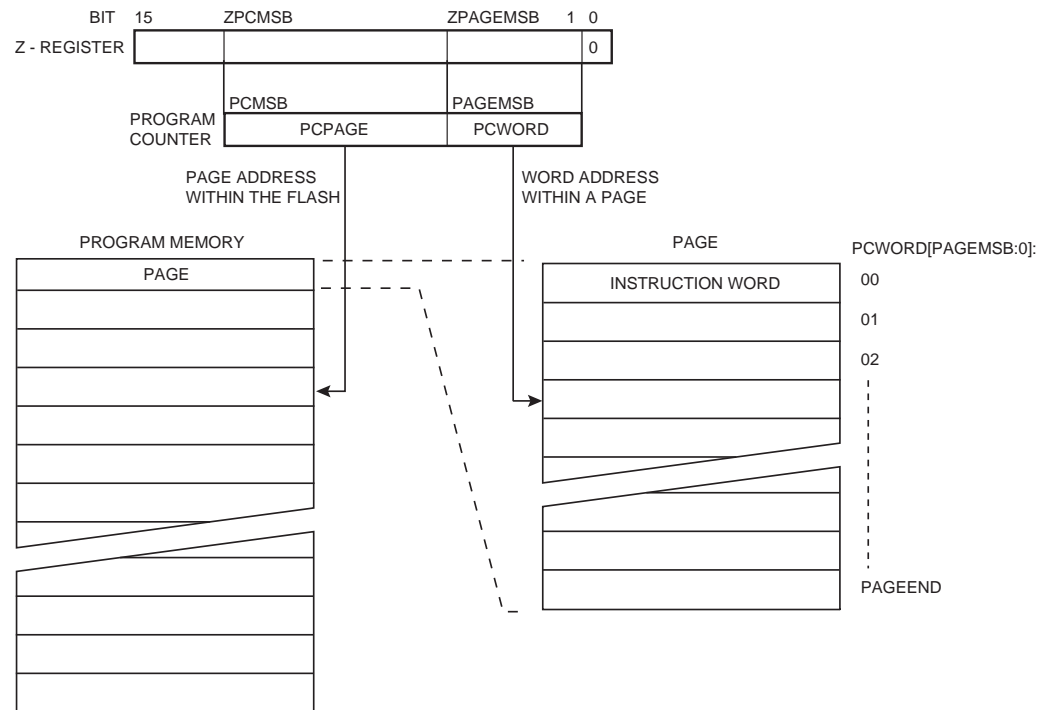 BIT 15 ZPCMSB ZPAGEMSB 1 0
Z - REGISTER 0
PCMSB PAGEMSB
PROGRAM
COUNTER
PCPAGE PCWORD
PAGE ADDRESS
WITHIN THE FLASH
WORD ADDRESS
WITHIN A PAGE
PROGRAM MEMORY
PAGE
PAGE
INSTRUCTION WORD
PCWORD[PAGEMSB:0]:
00
01
02
PAGEEND